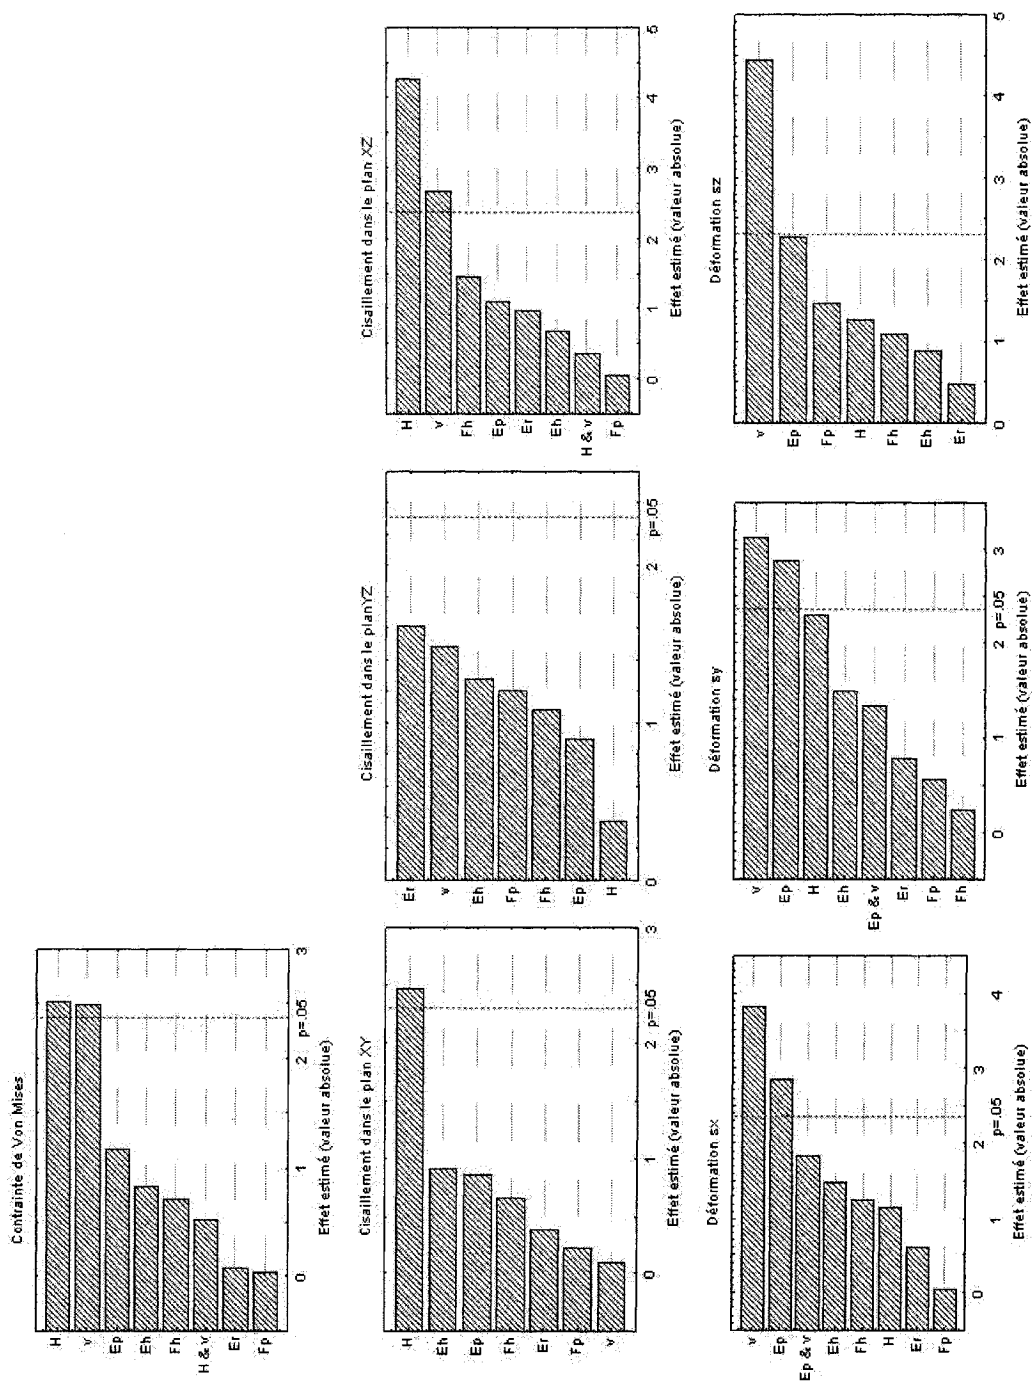 Contrainte de Von Mises
H
v
Ep
Eh
Fh
H & v
Er
Fp
0 1 2 p=.05 3
Effet estimé (valeur absolue)
Cisaillement dans le plan XY
H
Eh
Ep
Fh
Er
Fp
v
0 1 2 p=.05 3
Effet estimé (valeur absolue)
Cisaillement dans le planYZ
Er
v
Eh
Fp
Fh
Ep
H
0 1 2 p=.05
Effet estimé (valeur absolue)
Cisaillement dans le plan XZ
H
v
Fh
Ep
Er
Eh
H & v
Fp
0 1 2 3 4 5
Effet estimé (valeur absolue)
Déformation sx
v
Ep
Ep & v
Eh
Fh
H
Er
Fp
0 1 2 p=.05 3 4
Effet estimé (valeur absolue)
Déformation sy
v
Ep
H
Eh
Ep & v
Er
Fp
Fh
0 1 2 p=.05 3
Effet estimé (valeur absolue)
Déformation sz
v
Ep
Fp
H
Fh
Eh
Er
0 1 2 3 4 5
Effet estimé (valeur absolue)